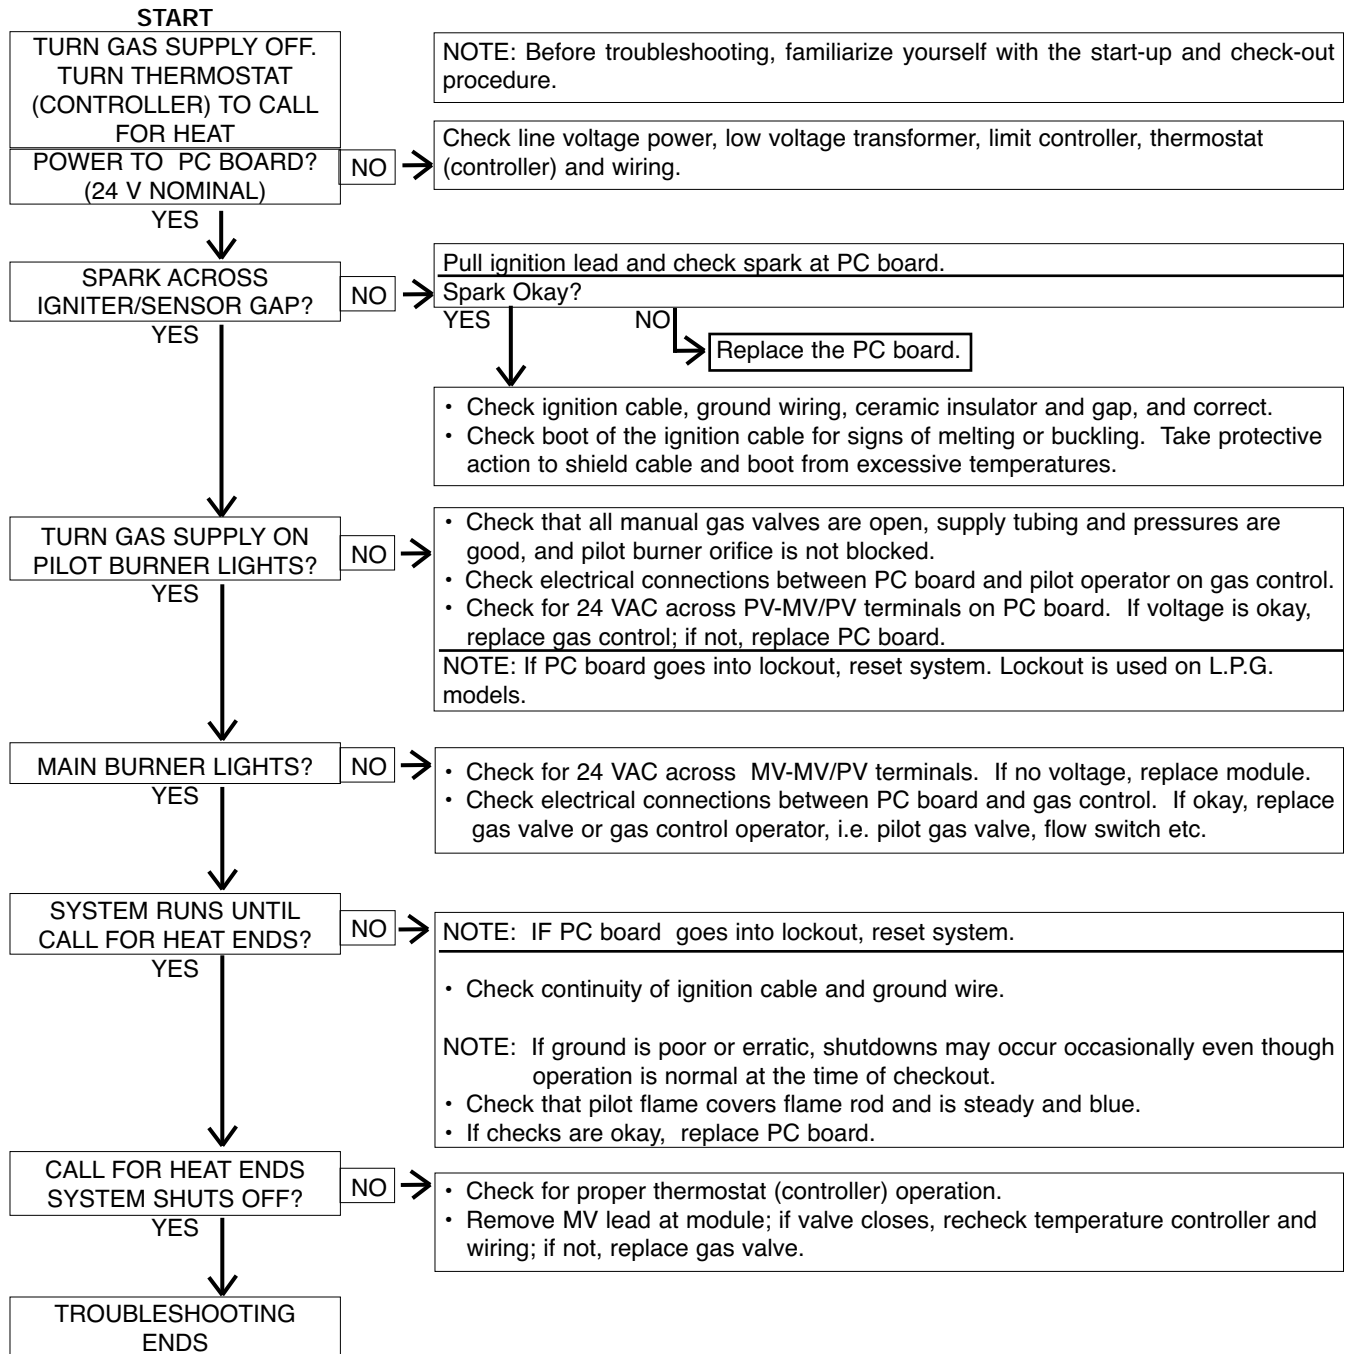 START
TURN GAS SUPPLY OFF.
TURN THERMOSTAT
(CONTROLLER) TO CALL
FOR HEAT
NOTE: Before troubleshooting, familiarize yourself with the start-up and check-out
procedure.
POWER TO PC BOARD?
(24 V NOMINAL)
NO
Check line voltage power, low voltage transformer, limit controller, thermostat
(controller) and wiring.
YES
SPARK ACROSS
IGNITER/SENSOR GAP?
NO
Pull ignition lead and check spark at PC board.
Spark Okay?
YES
NO
Replace the PC board.
• Check ignition cable, ground wiring, ceramic insulator and gap, and correct.
• Check boot of the ignition cable for signs of melting or buckling. Take protective
action to shield cable and boot from excessive temperatures.
YES
TURN GAS SUPPLY ON
PILOT BURNER LIGHTS?
NO
• Check that all manual gas valves are open, supply tubing and pressures are
good, and pilot burner orifice is not blocked.
• Check electrical connections between PC board and pilot operator on gas control.
• Check for 24 VAC across PV-MV/PV terminals on PC board. If voltage is okay,
replace gas control; if not, replace PC board.
NOTE: If PC board goes into lockout, reset system. Lockout is used on L.P.G.
models.
YES
MAIN BURNER LIGHTS?
NO
• Check for 24 VAC across MV-MV/PV terminals. If no voltage, replace module.
• Check electrical connections between PC board and gas control. If okay, replace
gas valve or gas control operator, i.e. pilot gas valve, flow switch etc.
YES
SYSTEM RUNS UNTIL
CALL FOR HEAT ENDS?
NO
NOTE: IF PC board goes into lockout, reset system.
• Check continuity of ignition cable and ground wire.
NOTE: If ground is poor or erratic, shutdowns may occur occasionally even though
operation is normal at the time of checkout.
• Check that pilot flame covers flame rod and is steady and blue.
• If checks are okay, replace PC board.
YES
CALL FOR HEAT ENDS
SYSTEM SHUTS OFF?
NO
• Check for proper thermostat (controller) operation.
• Remove MV lead at module; if valve closes, recheck temperature controller and
wiring; if not, replace gas valve.
YES
TROUBLESHOOTING
ENDS